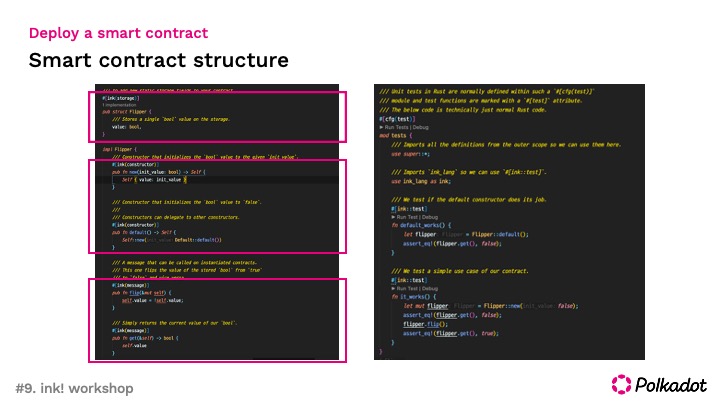 Deploy a smart contract
Smart contract structure
#[ink(storage)]
1 implementation
pub struct Flipper {
/// Stores a single `bool` value on the storage.
value: bool,
}
impl Flipper {
/// Constructor that initializes the `bool` value to the given `init_value`.
#[ink(constructor)]
pub fn new(init_value: bool) -> Self {
Self { value: init_value }
}
/// Constructor that initializes the `bool` value to `false`.
///
/// Constructors can delegate to other constructors.
#[ink(constructor)]
pub fn default() -> Self {
Self::new(init_value: Default::default())
}
/// A message that can be called on instantiated contracts.
/// This one flips the value of the stored `bool` from `true`
/// to `false` and vice versa.
#[ink(message)]
pub fn flip(&mut self) {
self.value = !self.value;
}
/// Simply returns the current value of our `bool`.
#[ink(message)]
pub fn get(&self) -> bool {
self.value
}
/// Unit tests in Rust are normally defined within such a `#[cfg(test)]`
/// module and test functions are marked with a `#[test]` attribute.
/// The below code is technically just normal Rust code.
#[cfg(test)]
▶ Run Tests | Debug
mod tests {
/// Imports all the definitions from the outer scope so we can use them here.
use super::*;
/// Imports `ink_lang` so we can use `#[ink::test]`.
use ink_lang as ink;
/// We test if the default constructor does its job.
#[ink::test]
▶ Run Test | Debug
fn default_works() {
let flipper: Flipper = Flipper::default();
assert_eq!(flipper.get(), false);
}
/// We test a simple use case of our contract.
#[ink::test]
▶ Run Test | Debug
fn it_works() {
let mut flipper: Flipper = Flipper::new(init_value: false);
assert_eq!(flipper.get(), false);
flipper.flip();
assert_eq!(flipper.get(), true);
}
}
#9. ink! workshop
Polkadot